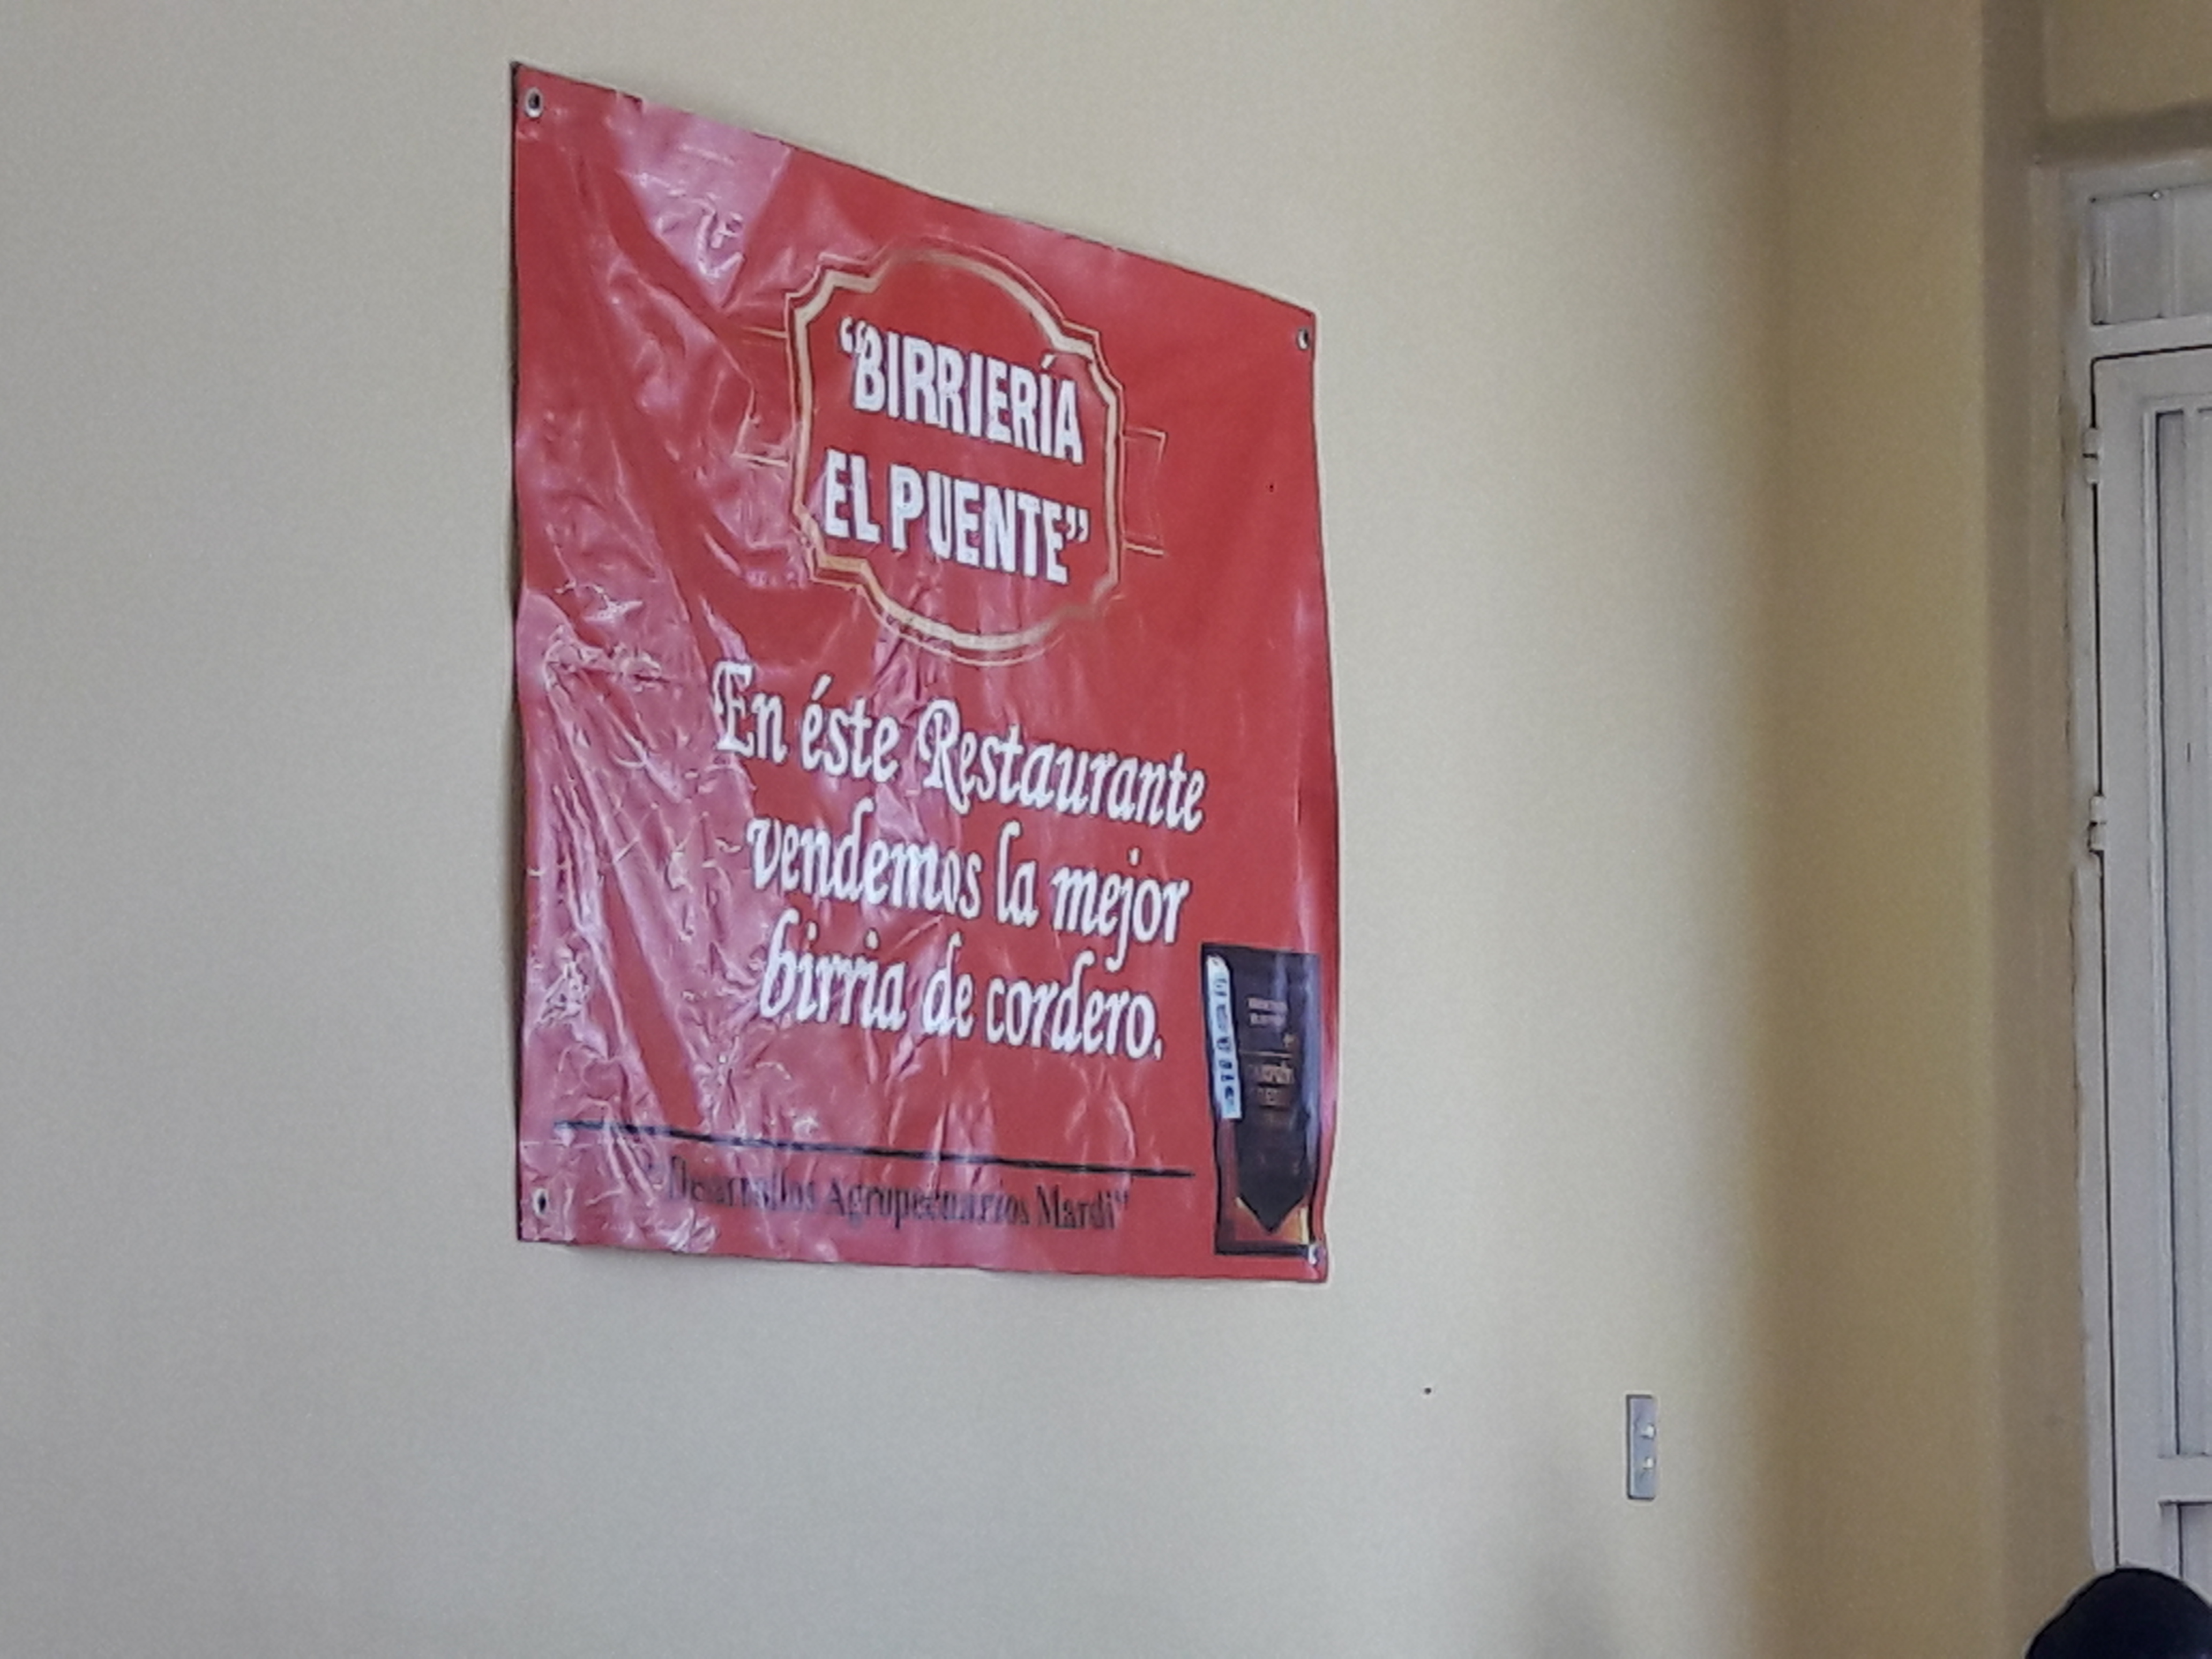 “BIRRIERÍA
EL PUENTE”
En éste Restaurante
vendemos la mejor
birria de cordero.
"Desarrollos Agropecuarios Mardi"